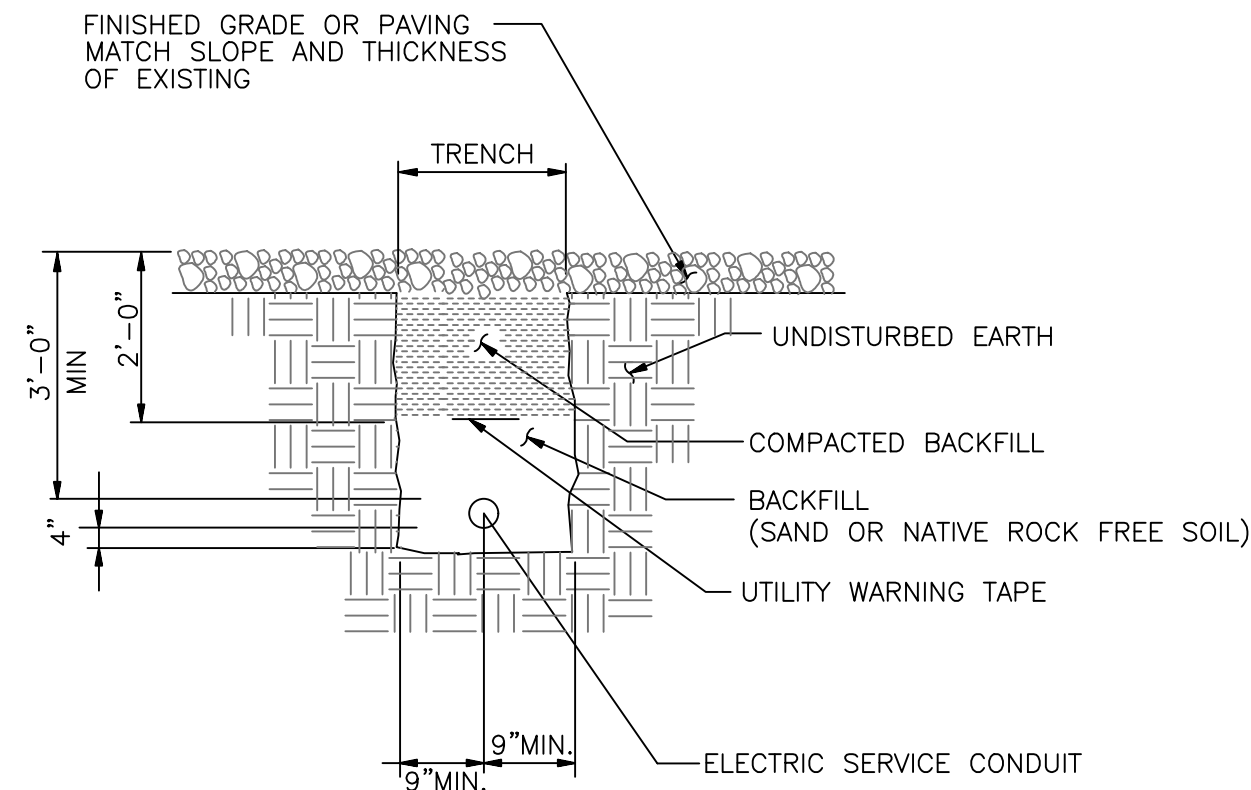 FINISHED GRADE OR PAVING
MATCH SLOPE AND THICKNESS
OF EXISTING
TRENCH
3'-0"
MIN
2'-0"
4"
UNDISTURBED EARTH
COMPACTED BACKFILL
BACKFILL
(SAND OR NATIVE ROCK FREE SOIL)
UTILITY WARNING TAPE
9"MIN.
9"MIN.
ELECTRIC SERVICE CONDUIT